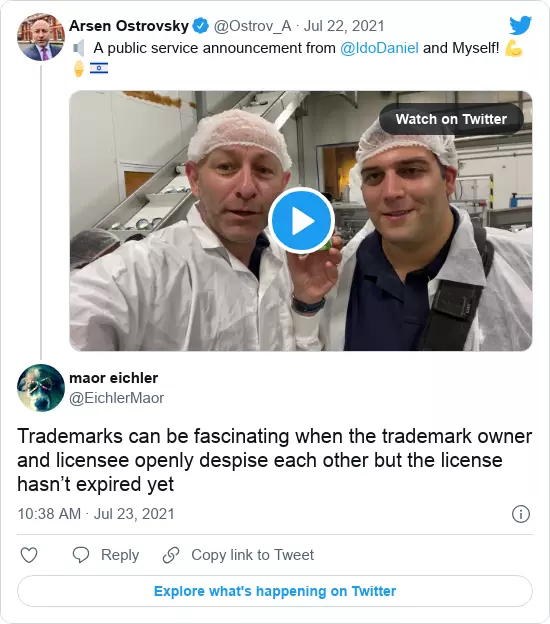 Arsen Ostrovsky @Ostrov_A · Jul 22, 2021
🔈 A public service announcement from @IdoDaniel and Myself! 💪
🍦 🇮🇱
Watch on Twitter
maor eichler
@EichlerMaor
Trademarks can be fascinating when the trademark owner
and licensee openly despise each other but the license
hasn’t expired yet
10:38 AM · Jul 23, 2021
Reply
Copy link to Tweet
Explore what's happening on Twitter